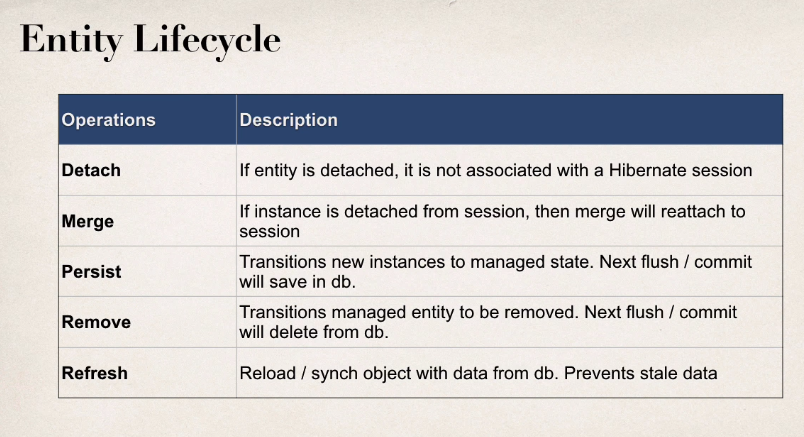 Entity Lifecycle
Operations Description
Detach If entity is detached, it is not associated with a Hibernate session
Merge If instance is detached from session, then merge will reattach to
session
Persist Transitions new instances to managed state. Next flush / commit
will save in db.
Remove Transitions managed entity to be removed. Next flush / commit
will delete from db.
Refresh Reload / synch object with data from db. Prevents stale data